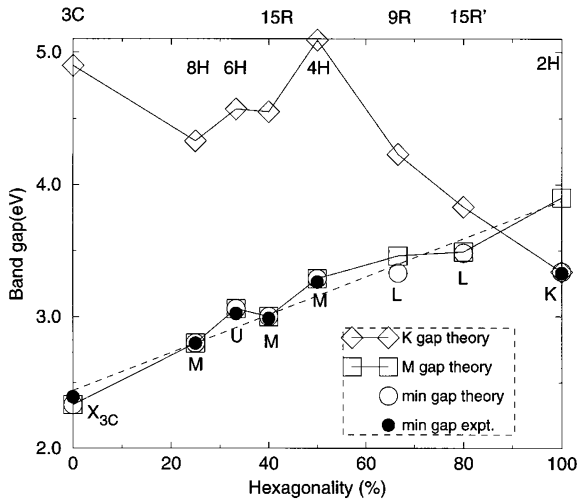 3C 15R 9R 15R'
8H 6H 4H 2H
5.0
4.0
3.0
2.0
Band gap(eV)
M U M M L L K
X3C
K gap theory
M gap theory
min gap theory
min gap expt.
0 20 40 60 80 100
Hexagonality (%)